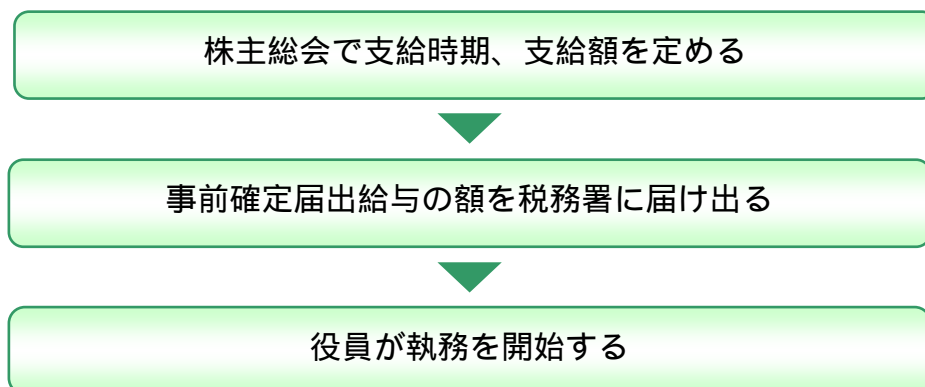 株主総会で支給時期、支給額を定める
事前確定届出給与の額を税務署に届け出る
役員が執務を開始する